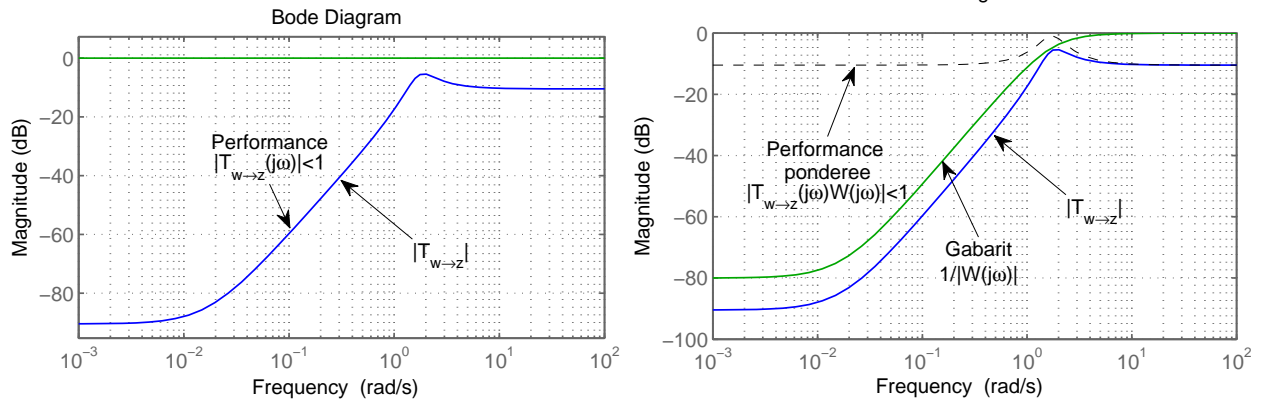 Bode Diagram
Magnitude (dB)
0
−20
−40
−60
−80
Performance
|T_{w→z}(jω)|<1
|T_{w→z}|
10^{−3}
10^{−2}
10^{−1}
10^{0}
10^{1}
10^{2}
Frequency (rad/s)
Magnitude (dB)
0
−20
−40
−60
−80
−100
Performance
ponderee
|T_{w→z}(jω)W(jω)|<1
|T_{w→z}|
Gabarit
1/|W(jω)|
10^{−3}
10^{−2}
10^{−1}
10^{0}
10^{1}
10^{2}
Frequency (rad/s)